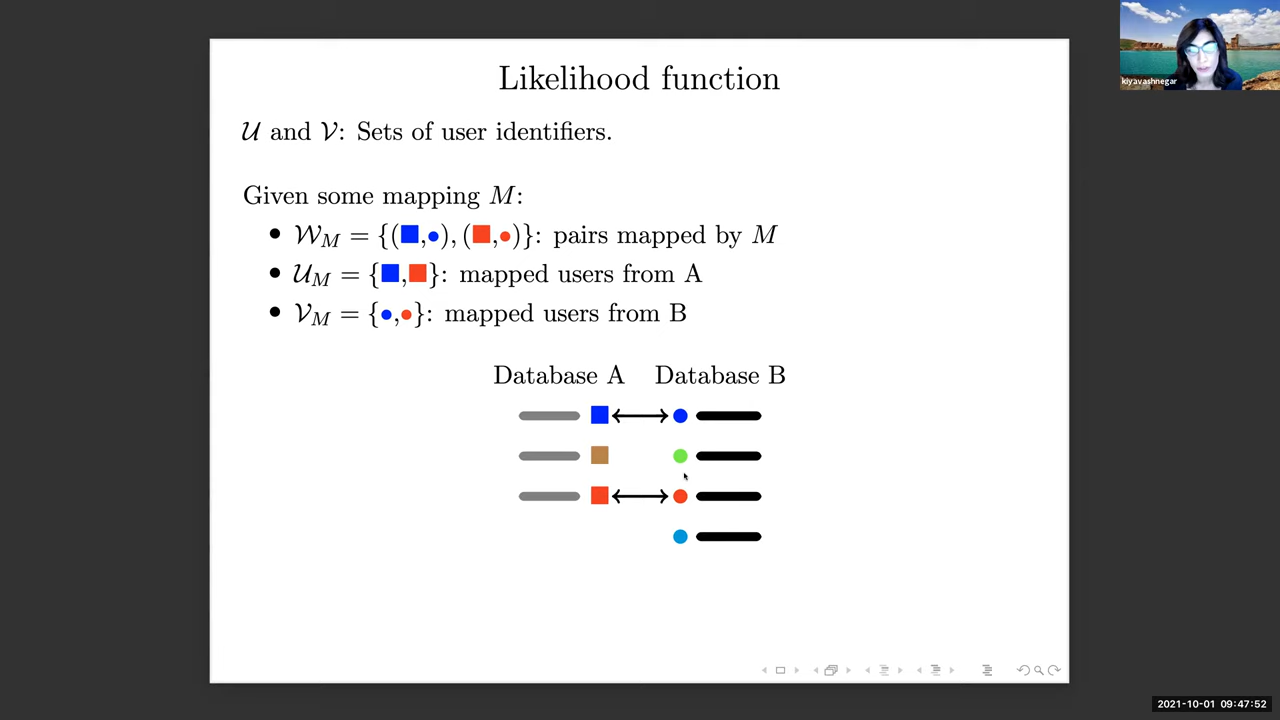 Likelihood function
𝒰 and 𝒱: Sets of user identifiers.
Given some mapping M:
• 𝒲_M = {(■,●),(■,●)}: pairs mapped by M
• 𝒰_M = {■,■}: mapped users from A
• 𝒱_M = {●,●}: mapped users from B
Database A Database B
kiyavashnegar
2021-10-01 09:47:52